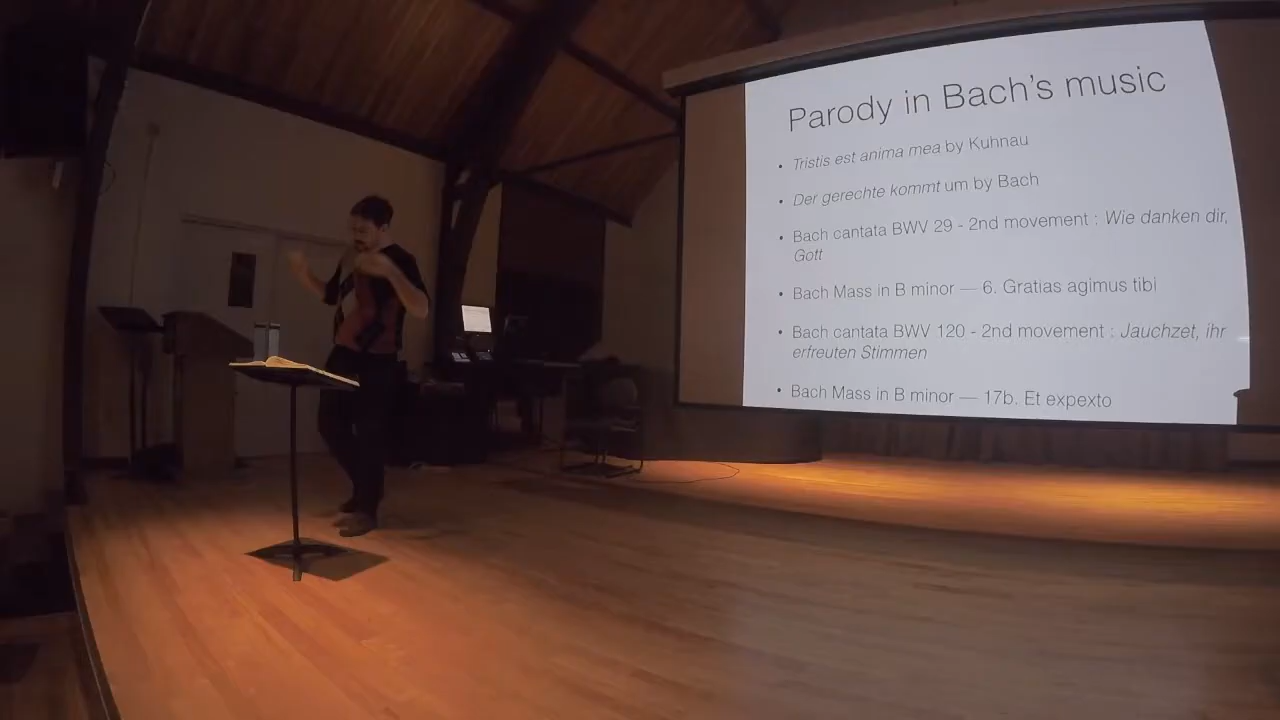 Parody in Bach's music
• Tristis est anima mea by Kuhnau
• Der gerechte kommt um by Bach
• Bach cantata BWV 29 - 2nd movement : Wie danken dir,
Gott
• Bach Mass in B minor — 6. Gratias agimus tibi
• Bach cantata BWV 120 - 2nd movement : Jauchzet, ihr
erfreuten Stimmen
• Bach Mass in B minor — 17b. Et expexto